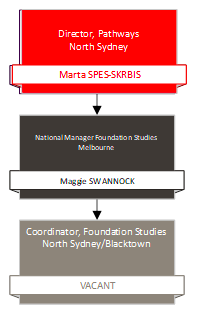 Director, Pathways
North Sydney
Marta SPES-SKRBIS
National Manager Foundation Studies
Melbourne
Maggie SWANNOCK
Coordinator, Foundation Studies
North Sydney/Blacktown
VACANT